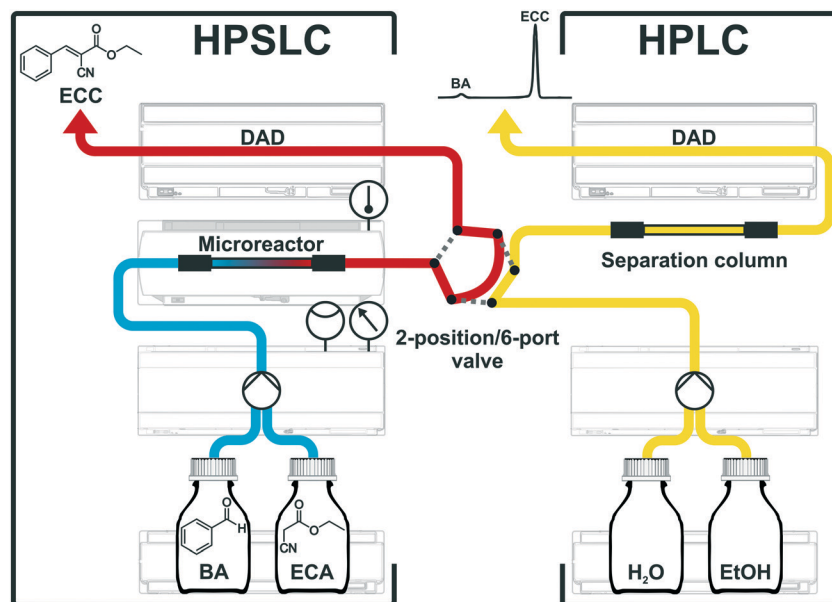 HPSLC
HPLC
ECC
BA
O
O
CN
ECC
DAD
DAD
Microreactor
Separation column
2-position/6-port
valve
O
H
O
O
CN
BA
ECA
H₂O
EtOH